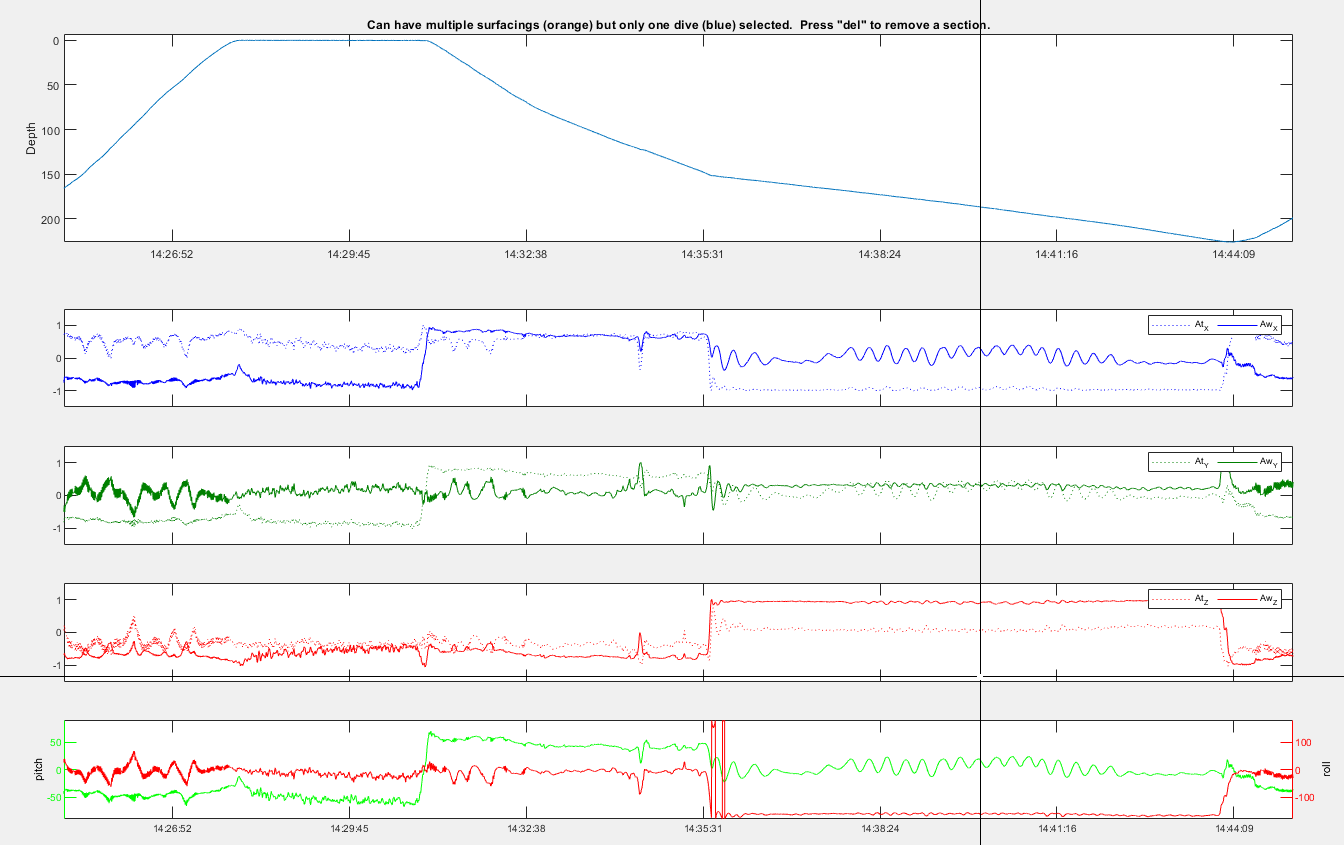 Can have multiple surfacings (orange) but only one dive (blue) selected. Press "del" to remove a section.
0
50
100
150
200
Depth
14:26:52 14:29:45 14:32:38 14:35:31 14:38:24 14:41:16 14:44:09
1
0
-1
At_X Aw_X
1
0
-1
At_Y Aw_Y
1
0
-1
At_Z Aw_Z
50
0
-50
pitch
100
0
-100
roll
14:26:52 14:29:45 14:32:38 14:35:31 14:38:24 14:41:16 14:44:09